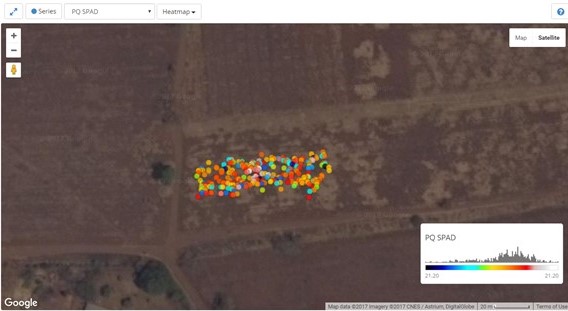 Series
PQ SPAD
Heatmap
?
+
−
Map
Satellite
PQ SPAD
21.20
21.20
Google
Map data ©2017 Imagery ©2017 CNES / Astrium, DigitalGlobe
20 m
Terms of Use